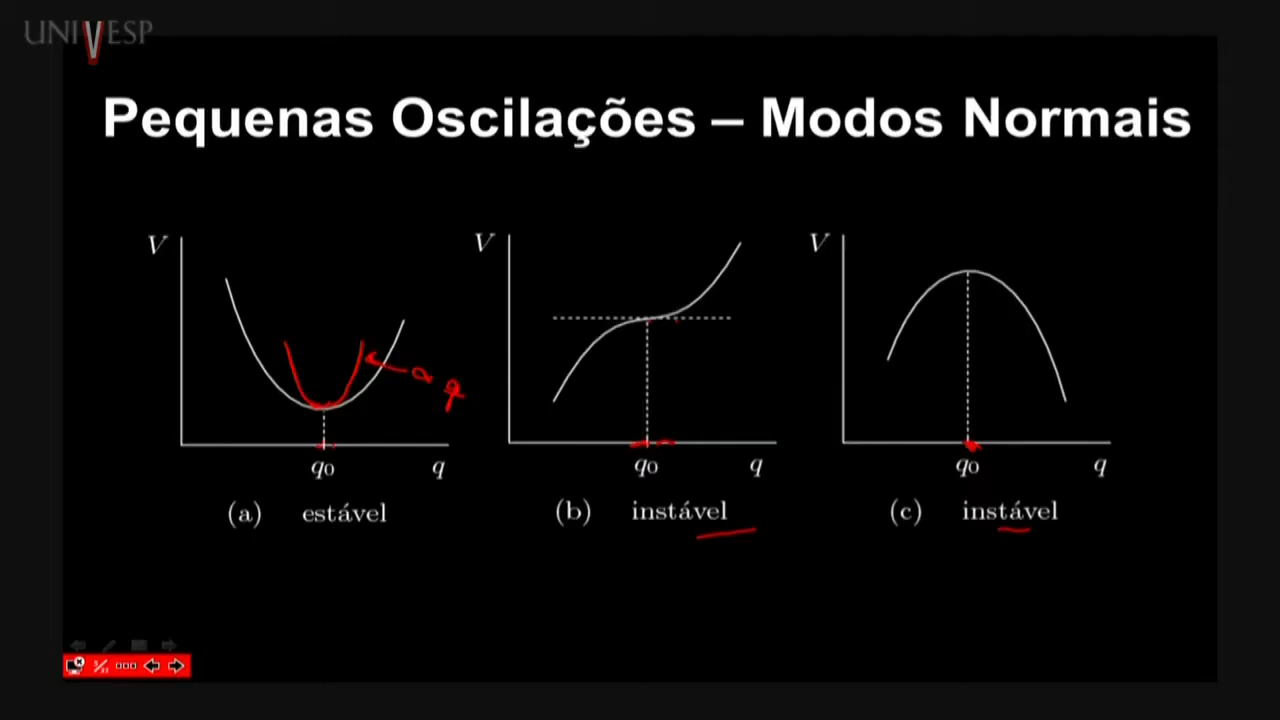 UNIVESP
Pequenas Oscilações – Modos Normais
V V V
α q
q₀ q q₀ q q₀ q
(a) estável (b) instável (c) instável